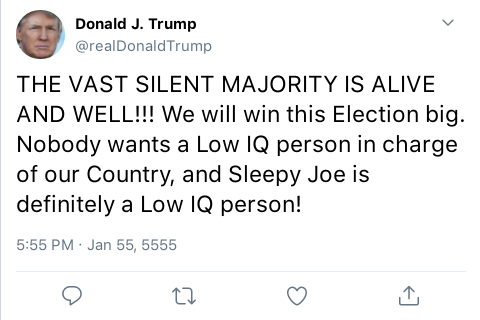 Donald J. Trump
@realDonaldTrump
THE VAST SILENT MAJORITY IS ALIVE
AND WELL!!! We will win this Election big.
Nobody wants a Low IQ person in charge
of our Country, and Sleepy Joe is
definitely a Low IQ person!
5:55 PM · Jan 55, 5555